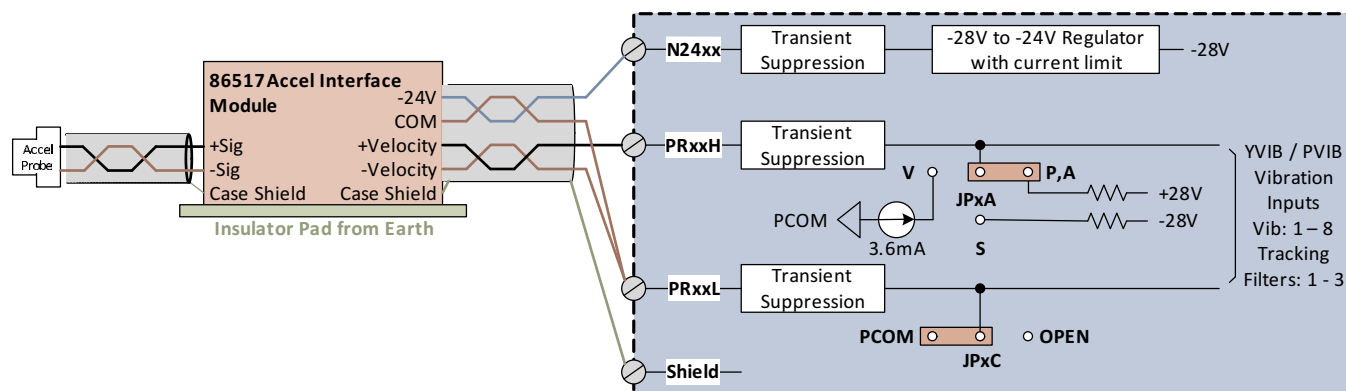 86517 Accel Interface
Module
-24V
COM
+Sig
+Velocity
-Sig
-Velocity
Case Shield
Case Shield
Accel
Probe
Insulator Pad from Earth
N24xx
Transient
Suppression
-28V to -24V Regulator
with current limit
-28V
PRxxH
Transient
Suppression
V
P,A
JPxA
+28V
PCOM
3.6mA
S
-28V
YVIB / PVIB
Vibration
Inputs
Vib: 1 – 8
Tracking
Filters: 1 - 3
PRxxL
Transient
Suppression
PCOM
OPEN
JPxC
Shield